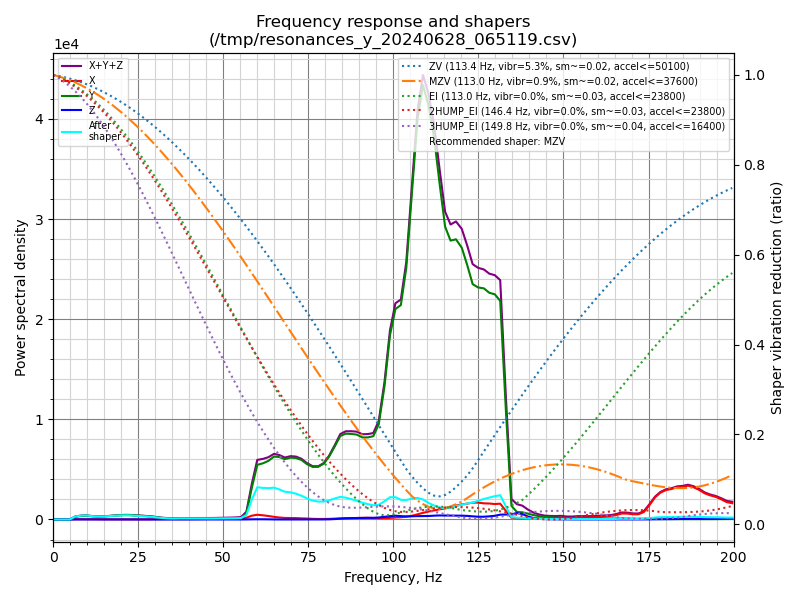 Frequency response and shapers
(/tmp/resonances_y_20240628_065119.csv)
1e4
X+Y+Z
X
Y
Z
After
shaper
ZV (113.4 Hz, vibr=5.3%, sm~=0.02, accel<=50100)
MZV (113.0 Hz, vibr=0.9%, sm~=0.02, accel<=37600)
EI (113.0 Hz, vibr=0.0%, sm~=0.03, accel<=23800)
2HUMP_EI (146.4 Hz, vibr=0.0%, sm~=0.03, accel<=23800)
3HUMP_EI (149.8 Hz, vibr=0.0%, sm~=0.04, accel<=16400)
Recommended shaper: MZV
Power spectral density
4
3
2
1
0
1.0
0.8
0.6
0.4
0.2
0.0
Shaper vibration reduction (ratio)
0 25 50 75 100 125 150 175 200
Frequency, Hz